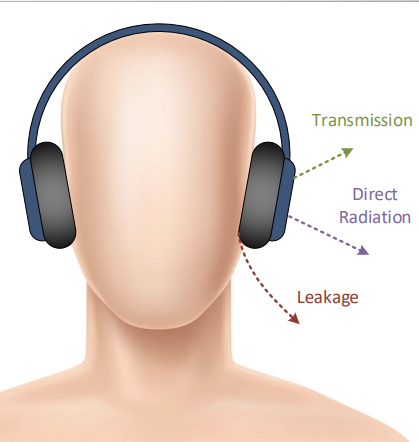 Transmission
Direct
Radiation
Leakage